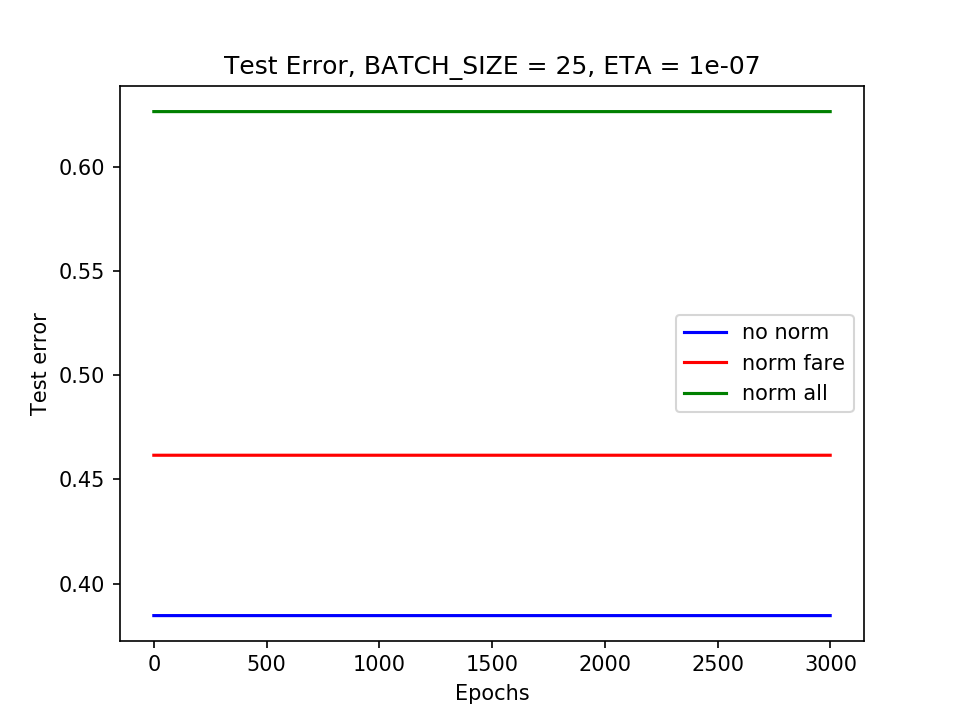 Test Error, BATCH_SIZE = 25, ETA = 1e-07
0.60
0.55
0.50
0.45
0.40
Test error
no norm
norm fare
norm all
0 500 1000 1500 2000 2500 3000
Epochs